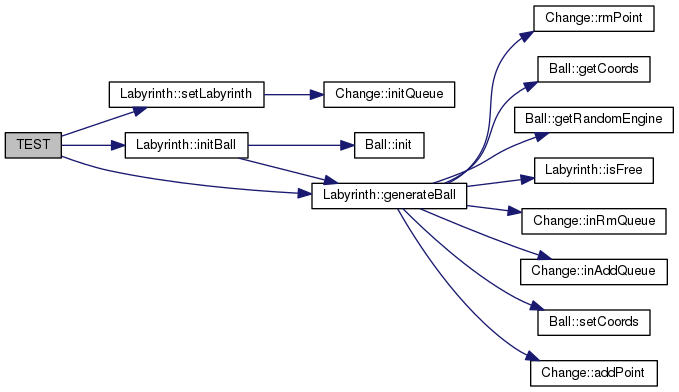 TEST
Labyrinth::setLabyrinth
Change::initQueue
Labyrinth::initBall
Ball::init
Labyrinth::generateBall
Change::rmPoint
Ball::getCoords
Ball::getRandomEngine
Labyrinth::isFree
Change::inRmQueue
Change::inAddQueue
Ball::setCoords
Change::addPoint